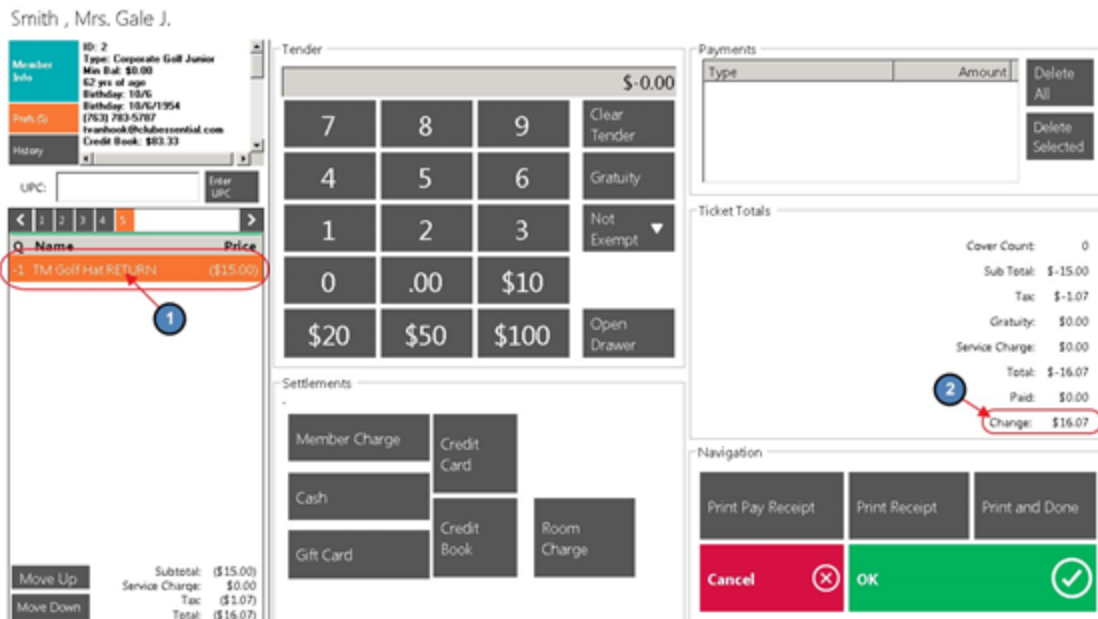 Smith , Mrs. Gale J.
Member Info
Prefs (5)
History
ID: 2
Type: Corporate Golf Junior
Min Bal: $0.00
62 yrs of age
Birthday: 10/6
Birthday: 10/6/1954
(763) 783-5787
tvanhook@clubessential.com
Credit Book: $83.33
UPC:
Enter UPC
< 1 2 3 4 5 >
Q Name Price
-1 TM Golf Hat RETURN ($15.00)
1
Move Up
Move Down
Subtotal: ($15.00)
Service Charge: $0.00
Tax: ($1.07)
Total: ($16.07)
Tender
$-0.00
7 8 9
Clear Tender
4 5 6
Gratuity
1 2 3
Not Exempt
0 .00 $10
$20 $50 $100
Open Drawer
Settlements
-
Member Charge
Credit Card
Cash
Gift Card
Credit Book
Room Charge
Payments
Type Amount
Delete All
Delete Selected
Ticket Totals
Cover Count: 0
Sub Total: $-15.00
Tax: $-1.07
Gratuity: $0.00
Service Charge: $0.00
Total: $-16.07
Paid: $0.00
2
Change: $16.07
Navigation
Print Pay Receipt
Print Receipt
Print and Done
Cancel
OK